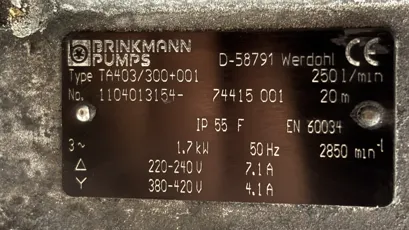 BRINKMANN PUMPS D-58791 Werdohl CE
Type TA403/300+001 250 l/min
No. 1104013154- 74415 001 20 m
IP 55 F EN 60034
3~ 1.7 kW 50 Hz 2850 min⁻¹
△ 220-240 V 7.1 A
Y 380-420 V 4.1 A